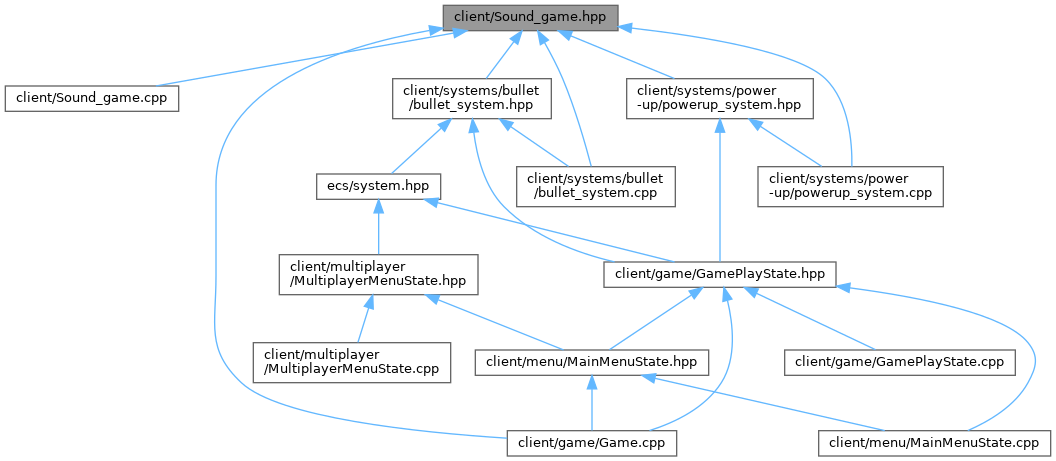 client/Sound_game.hpp
client/Sound_game.cpp
client/systems/bullet
/bullet_system.hpp
client/systems/power
-up/powerup_system.hpp
ecs/system.hpp
client/systems/bullet
/bullet_system.cpp
client/systems/power
-up/powerup_system.cpp
client/multiplayer
/MultiplayerMenuState.hpp
client/game/GamePlayState.hpp
client/multiplayer
/MultiplayerMenuState.cpp
client/menu/MainMenuState.hpp
client/game/GamePlayState.cpp
client/game/Game.cpp
client/menu/MainMenuState.cpp